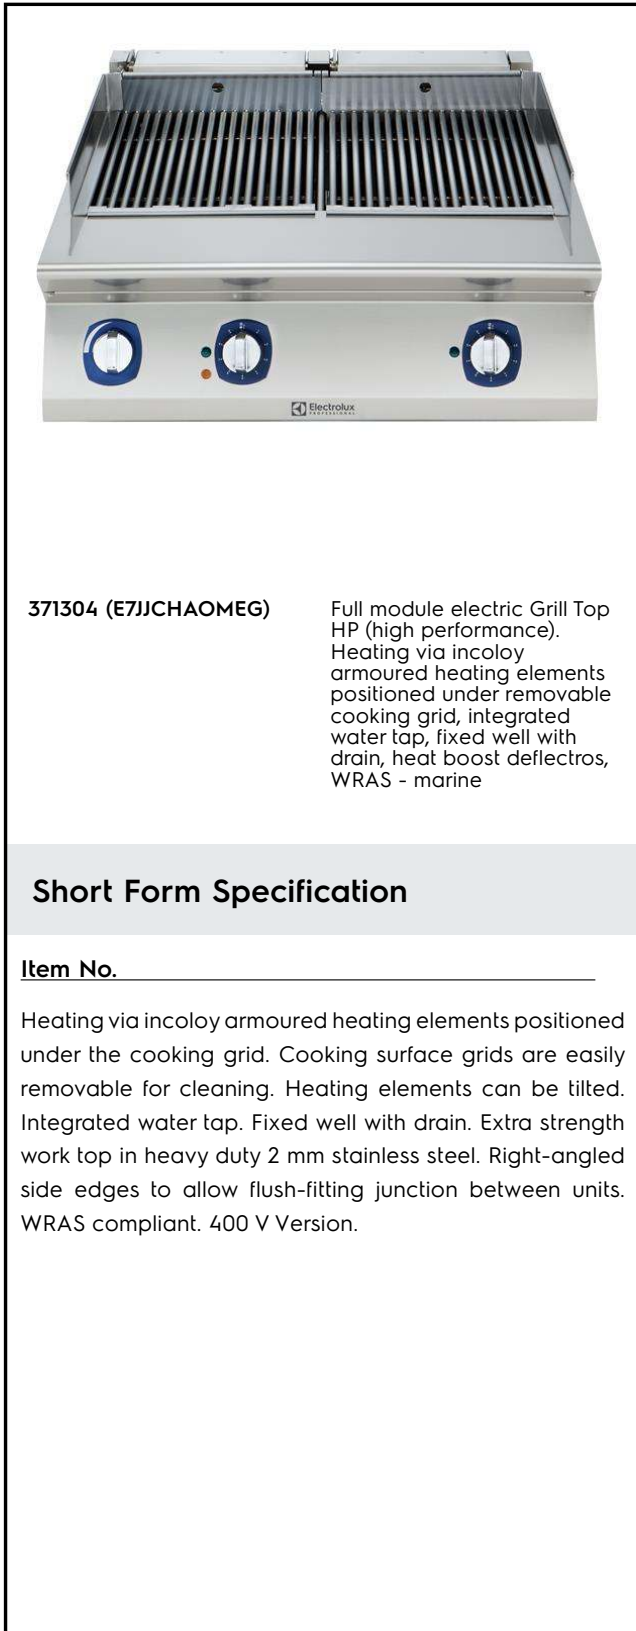 Electrolux
PROFESSIONAL
371304 (E7JJCHAOMEG)
Full module electric Grill Top
HP (high performance).
Heating via incoloy
armoured heating elements
positioned under removable
cooking grid, integrated
water tap, fixed well with
drain, heat boost deflectros,
WRAS - marine
Short Form Specification
Item No.
Heating via incoloy armoured heating elements positioned
under the cooking grid. Cooking surface grids are easily
removable for cleaning. Heating elements can be tilted.
Integrated water tap. Fixed well with drain. Extra strength
work top in heavy duty 2 mm stainless steel. Right-angled
side edges to allow flush-fitting junction between units.
WRAS compliant. 400 V Version.